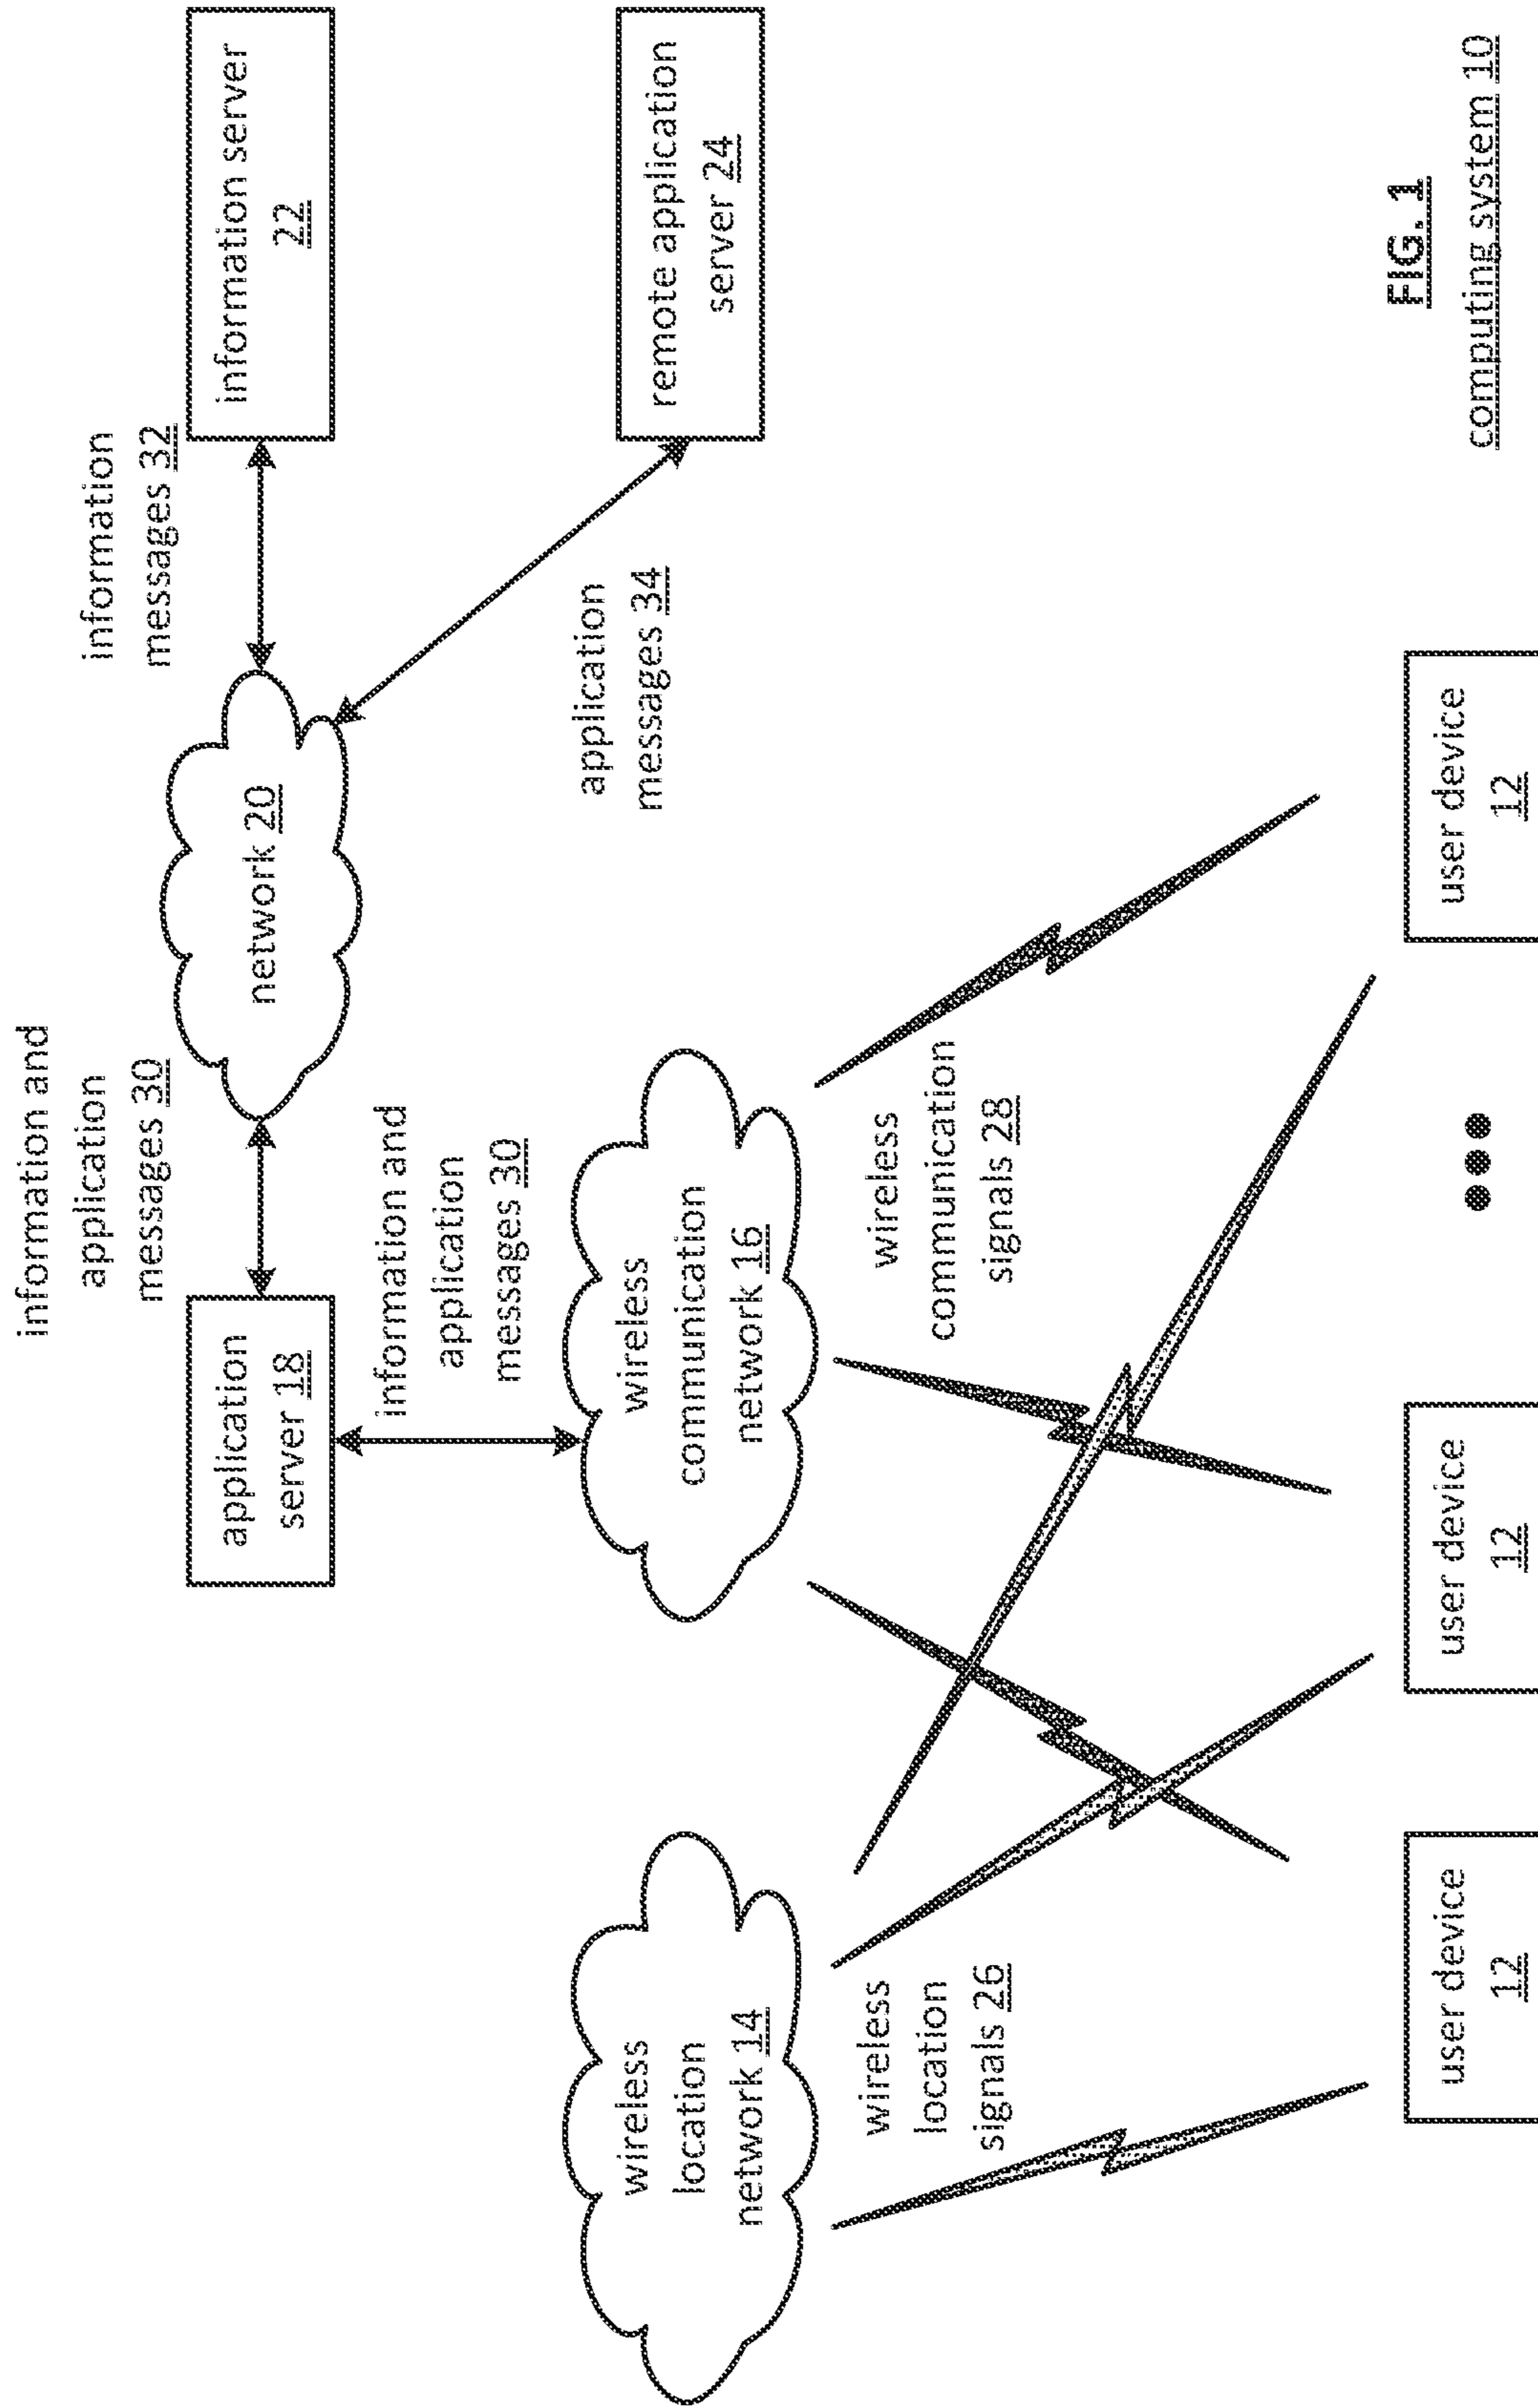 information and
application
messages 30
information
messages 32
application
server 18
network 20
information server
22
information and
application
messages 30
application
messages 34
remote application
server 24
wireless
location
network 14
wireless
communication
network 16
wireless
location
signals 26
wireless
communication
signals 28
user device
12
user device
12
user device
12
FIG. 1
computing system 10